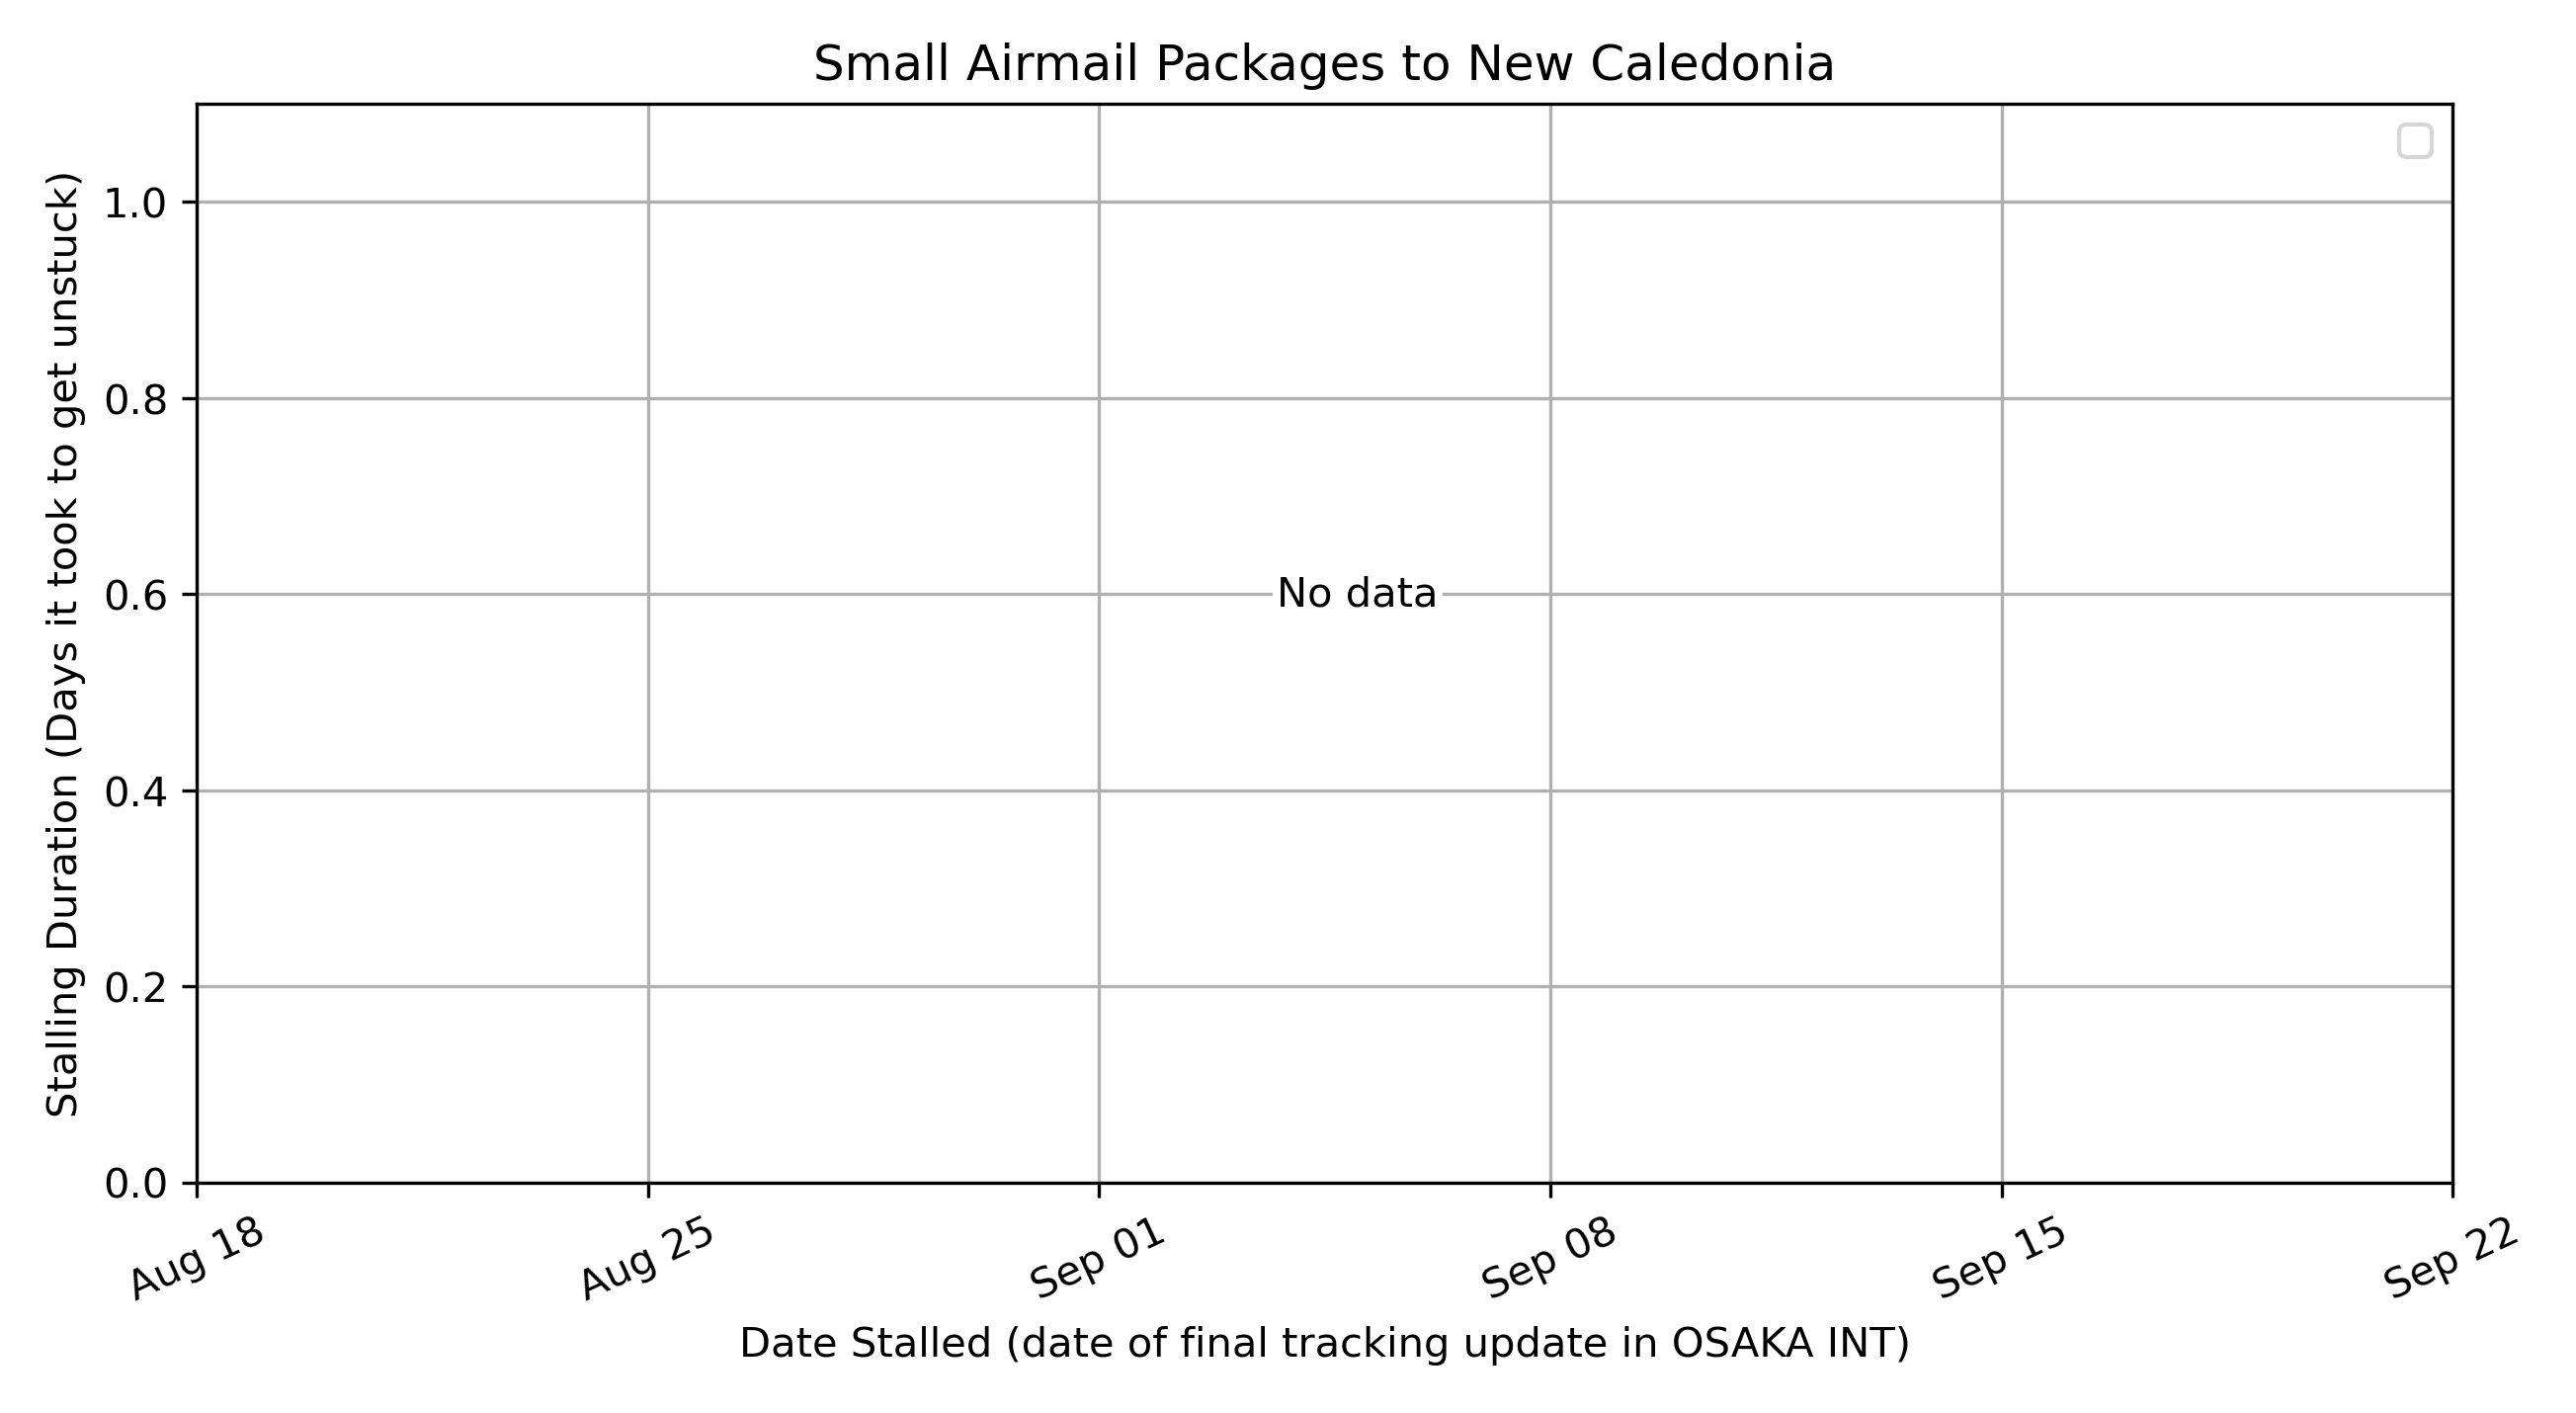 Small Airmail Packages to New Caledonia
Stalling Duration (Days it took to get unstuck)
1.0
0.8
0.6
0.4
0.2
0.0
No data
Aug 18
Aug 25
Sep 01
Sep 08
Sep 15
Sep 22
Date Stalled (date of final tracking update in OSAKA INT)